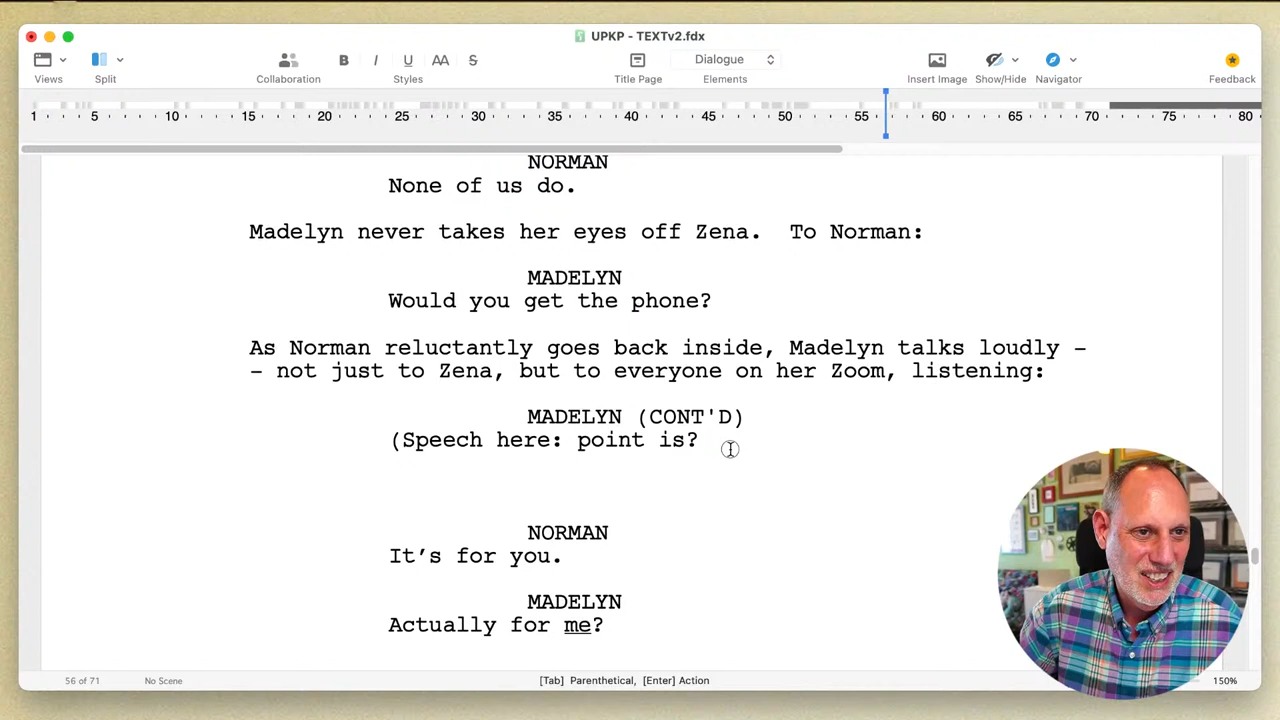 UPKP - TEXTv2.fdx
B I U AA S Dialogue
Views Split Collaboration Styles Title Page Elements Insert Image Show/Hide Navigator Feedback
1 5 10 15 20 25 30 35 40 45 50 55 60 65 70 75 80
NORMAN
None of us do.
Madelyn never takes her eyes off Zena.  To Norman:
MADELYN
Would you get the phone?
As Norman reluctantly goes back inside, Madelyn talks loudly -
- not just to Zena, but to everyone on her Zoom, listening:
MADELYN (CONT'D)
(Speech here: point is?
NORMAN
It’s for you.
MADELYN
Actually for me?
56 of 71 No Scene [Tab] Parenthetical, [Enter] Action 150%